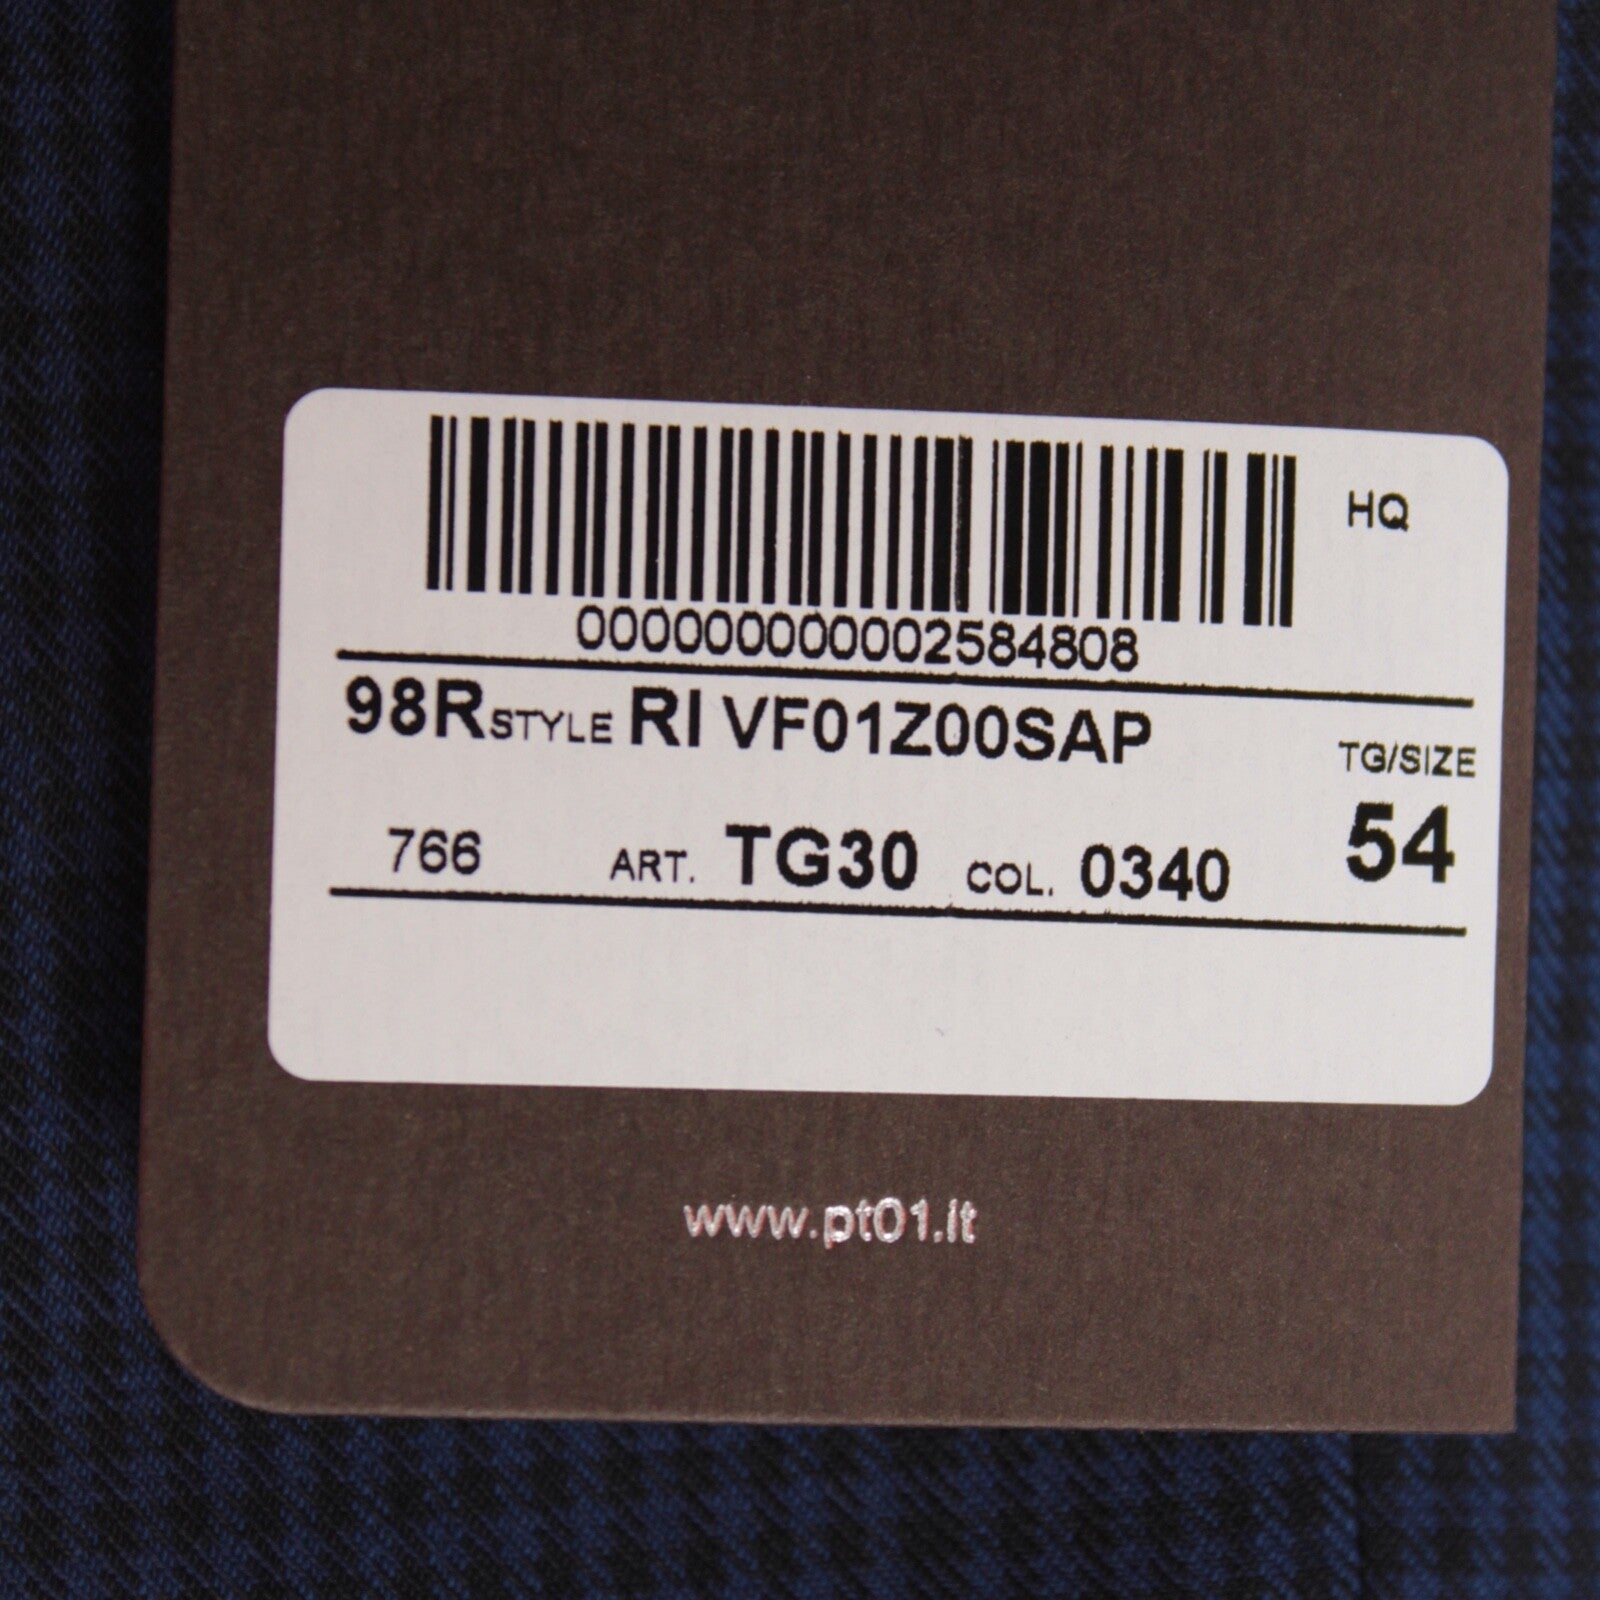 HQ
000000000002584808
98R STYLE RI VF01Z00SAP
TG/SIZE
766 ART. TG30 COL. 0340 54
www.pt01.it